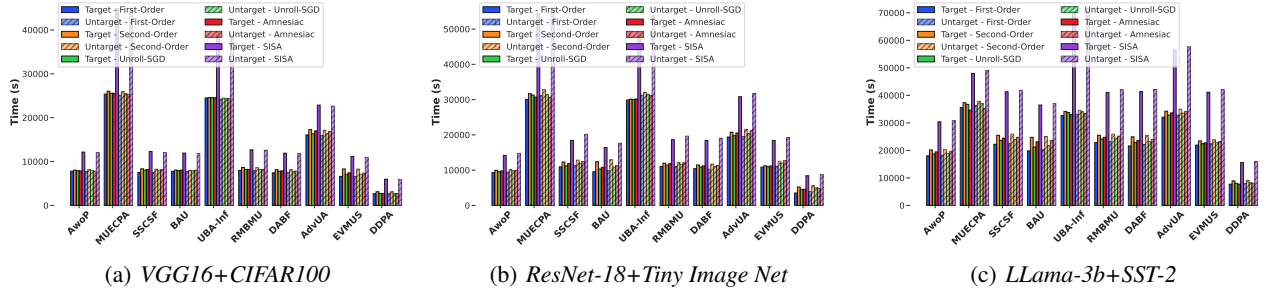 Time (s)
40000
30000
20000
10000
0
Target - First-Order
Untarget - First-Order
Target - Second-Order
Untarget - Second-Order
Target - Unroll-SGD
Untarget - Unroll-SGD
Target - Amnesiac
Untarget - Amnesiac
Target - SISA
Untarget - SISA
AwoP
MUECPA
SSCSF
BAU
UBA-Inf
RMBMU
DABF
AdvUA
EVMUS
DDPA
(a) VGG16+CIFAR100
Time (s)
50000
40000
30000
20000
10000
0
Target - First-Order
Untarget - First-Order
Target - Second-Order
Untarget - Second-Order
Target - Unroll-SGD
Untarget - Unroll-SGD
Target - Amnesiac
Untarget - Amnesiac
Target - SISA
Untarget - SISA
AwoP
MUECPA
SSCSF
BAU
UBA-Inf
RMBMU
DABF
AdvUA
EVMUS
DDPA
(b) ResNet-18+Tiny Image Net
Time (s)
70000
60000
50000
40000
30000
20000
10000
0
Target - First-Order
Untarget - First-Order
Target - Second-Order
Untarget - Second-Order
Target - Unroll-SGD
Untarget - Unroll-SGD
Target - Amnesiac
Untarget - Amnesiac
Target - SISA
Untarget - SISA
AwoP
MUECPA
SSCSF
BAU
UBA-Inf
RMBMU
DABF
AdvUA
EVMUS
DDPA
(c) LLama-3b+SST-2